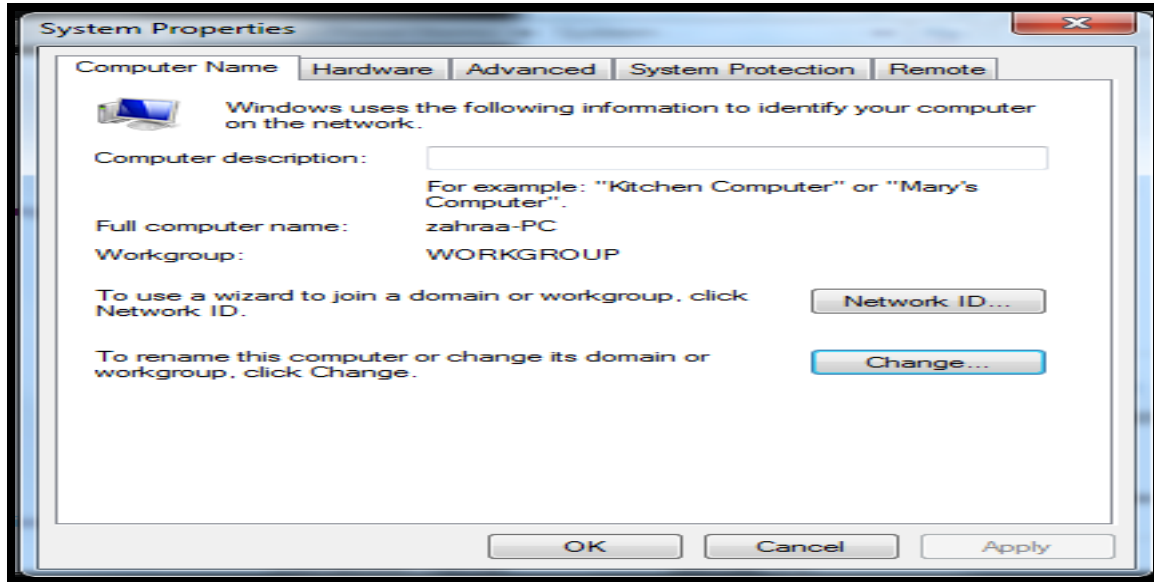 System Properties
Computer Name Hardware Advanced System Protection Remote
Windows uses the following information to identify your computer
on the network.
Computer description:
For example: "Kitchen Computer" or "Mary's
Computer".
Full computer name: zahraa-PC
Workgroup: WORKGROUP
To use a wizard to join a domain or workgroup, click
Network ID.
Network ID...
To rename this computer or change its domain or
workgroup, click Change.
Change...
OK Cancel Apply